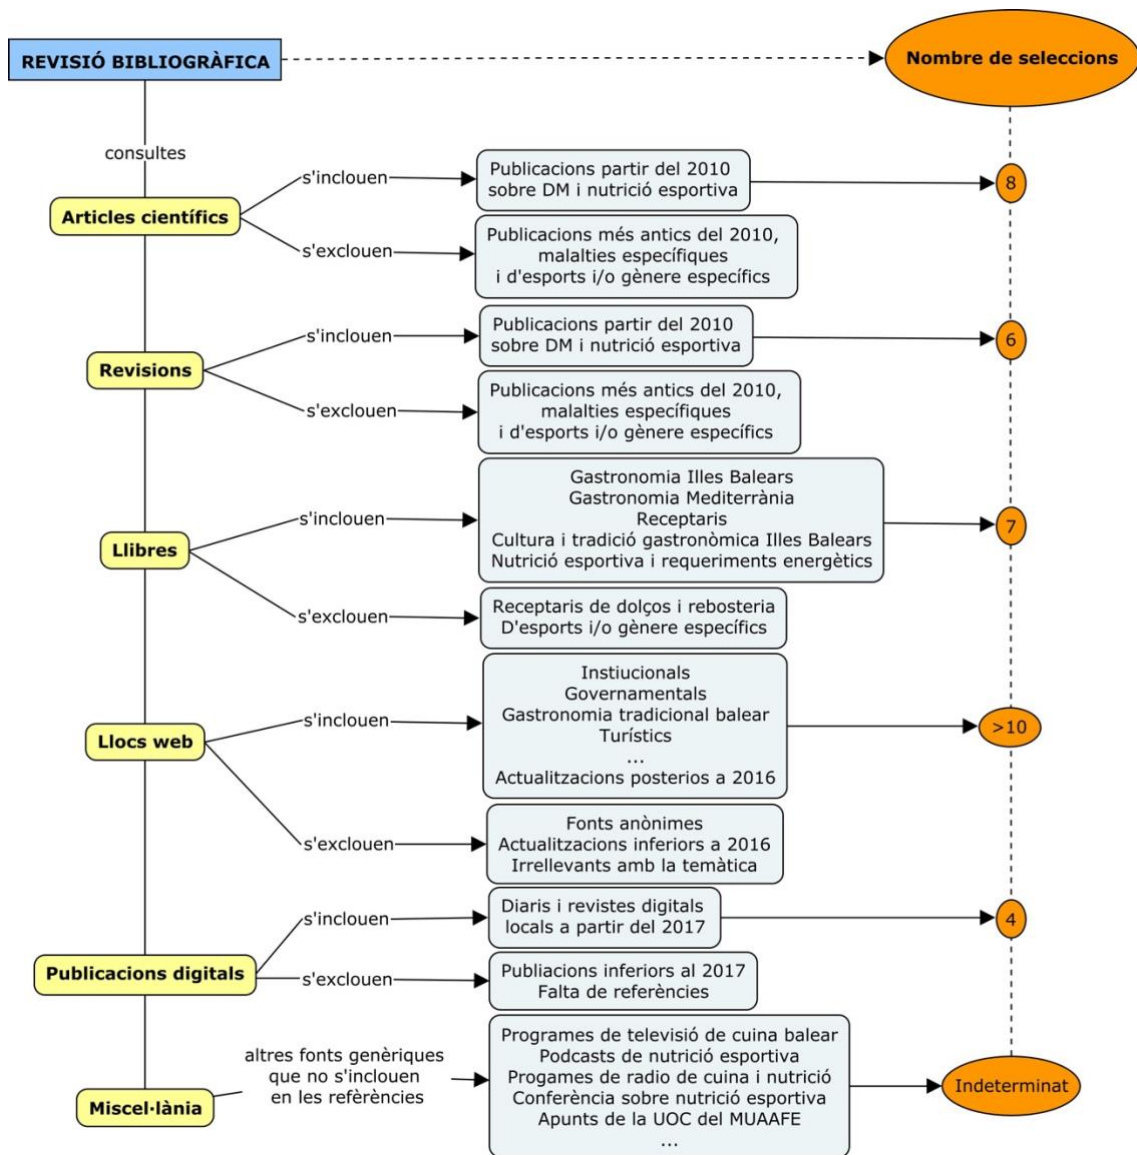 REVISIÓ BIBLIOGRÀFICA
Nombre de seleccions
consultes
Articles científics
s'inclouen
Publicacions partir del 2010
sobre DM i nutrició esportiva
8
s'exclouen
Publicacions més antics del 2010,
malalties específiques
i d'esports i/o gènere específics
Revisions
s'inclouen
Publicacions partir del 2010
sobre DM i nutrició esportiva
6
s'exclouen
Publicacions més antics del 2010,
malalties específiques
i d'esports i/o gènere específics
Llibres
s'inclouen
Gastronomia Illes Balears
Gastronomia Mediterrània
Receptaris
Cultura i tradició gastronòmica Illes Balears
Nutrició esportiva i requeriments energètics
7
s'exclouen
Receptaris de dolços i rebosteria
D'esports i/o gènere específics
Llocs web
s'inclouen
Instiucionals
Governamentals
Gastronomia tradicional balear
Turístics
...
Actualitzacions posterios a 2016
>10
s'exclouen
Fonts anònimes
Actualitzacions inferiors a 2016
Irrellevants amb la temàtica
Publicacions digitals
s'inclouen
Diaris i revistes digitals
locals a partir del 2017
4
s'exclouen
Publiacions inferiors al 2017
Falta de referències
Miscel·lània
altres fonts genèriques
que no s'inclouen
en les refèrències
Programes de televisió de cuina balear
Podcasts de nutrició esportiva
Progames de radio de cuina i nutrició
Conferència sobre nutrició esportiva
Apunts de la UOC del MUAAFE
...
Indeterminat